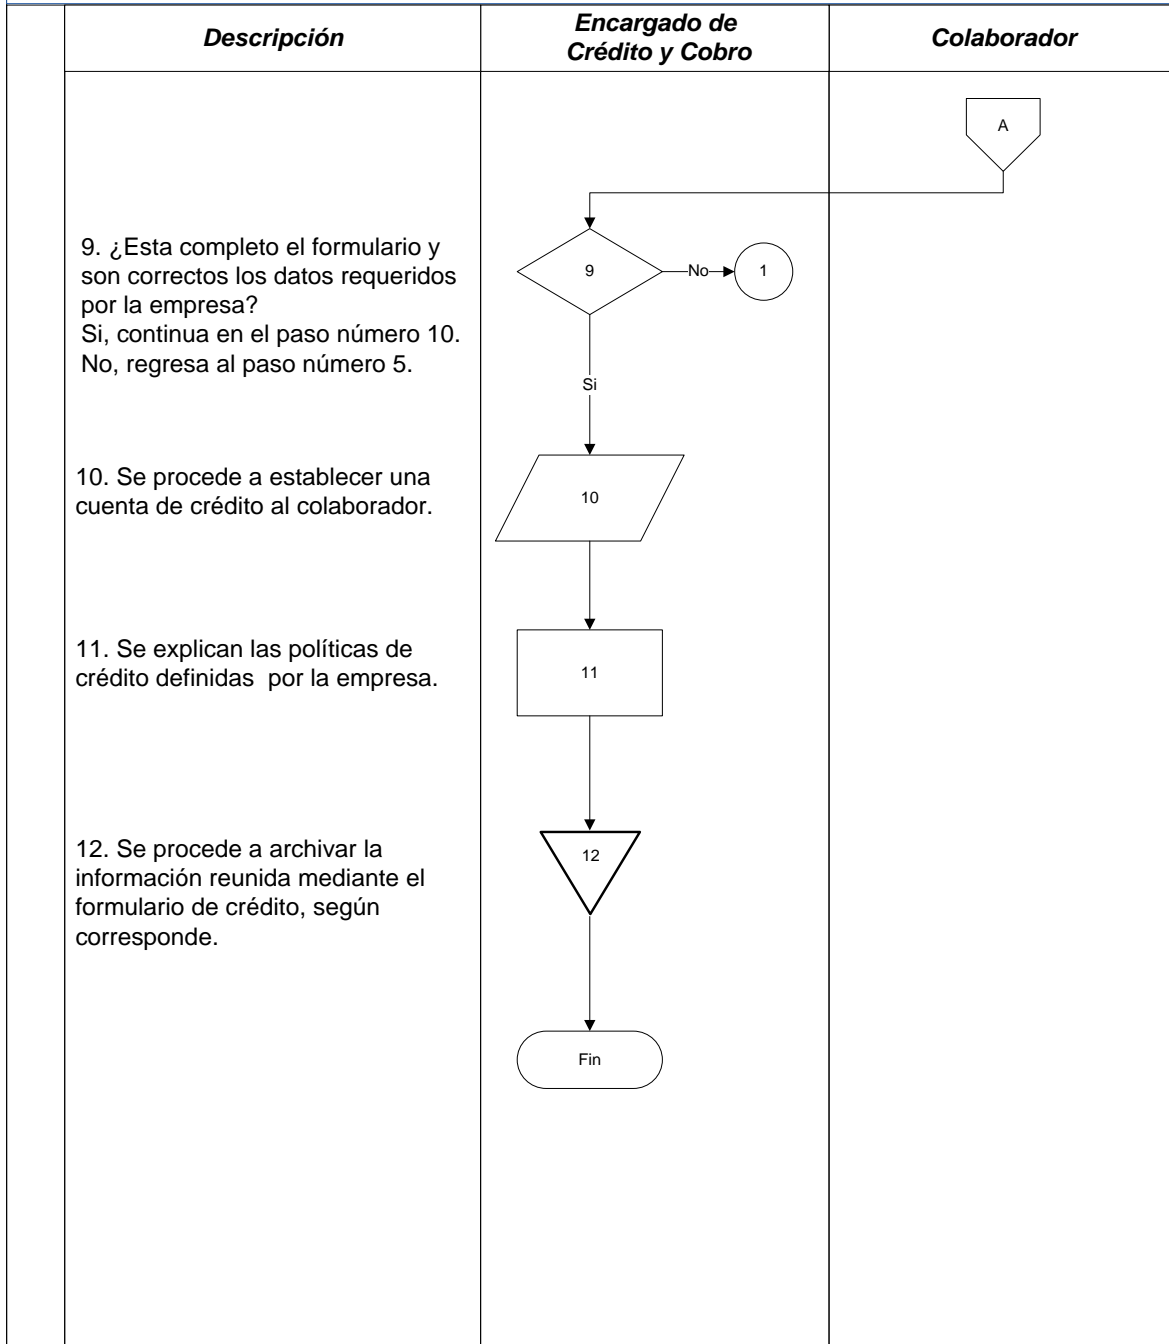 Descripción
Encargado de
Crédito y Cobro
Colaborador
A
9. ¿Esta completo el formulario y
son correctos los datos requeridos
por la empresa?
Si, continua en el paso número 10.
No, regresa al paso número 5.
9
No
1
Si
10. Se procede a establecer una
cuenta de crédito al colaborador.
10
11. Se explican las políticas de
crédito definidas  por la empresa.
11
12. Se procede a archivar la
información reunida mediante el
formulario de crédito, según
corresponde.
12
Fin